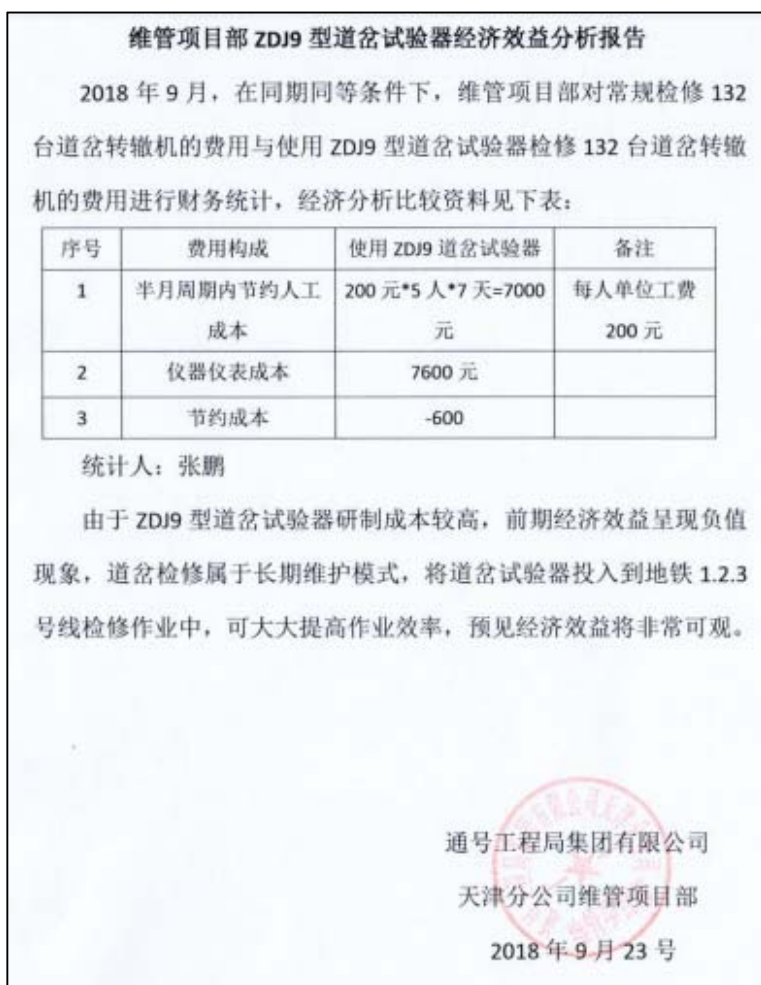 维管项目部 ZDJ9 型道岔试验器经济效益分析报告
2018 年 9 月，在同期同等条件下，维管项目部对常规检修 132
台道岔转辙机的费用与使用 ZDJ9 型道岔试验器检修 132 台道岔转辙
机的费用进行财务统计，经济分析比较资料见下表：
序号 费用构成 使用 ZDJ9 道岔试验器 备注
1 半月周期内节约人工 200 元*5 人*7 天=7000 每人单位工费
成本 元 200 元
2 仪器仪表成本 7600 元
3 节约成本 -600
统计人：张鹏
由于 ZDJ9 型道岔试验器研制成本较高，前期经济效益呈现负值
现象，道岔检修属于长期维护模式，将道岔试验器投入到地铁 1.2.3
号线检修作业中，可大大提高作业效率，预见经济效益将非常可观。
通号工程局集团有限公司
天津分公司维管项目部
2018 年 9 月 23 号